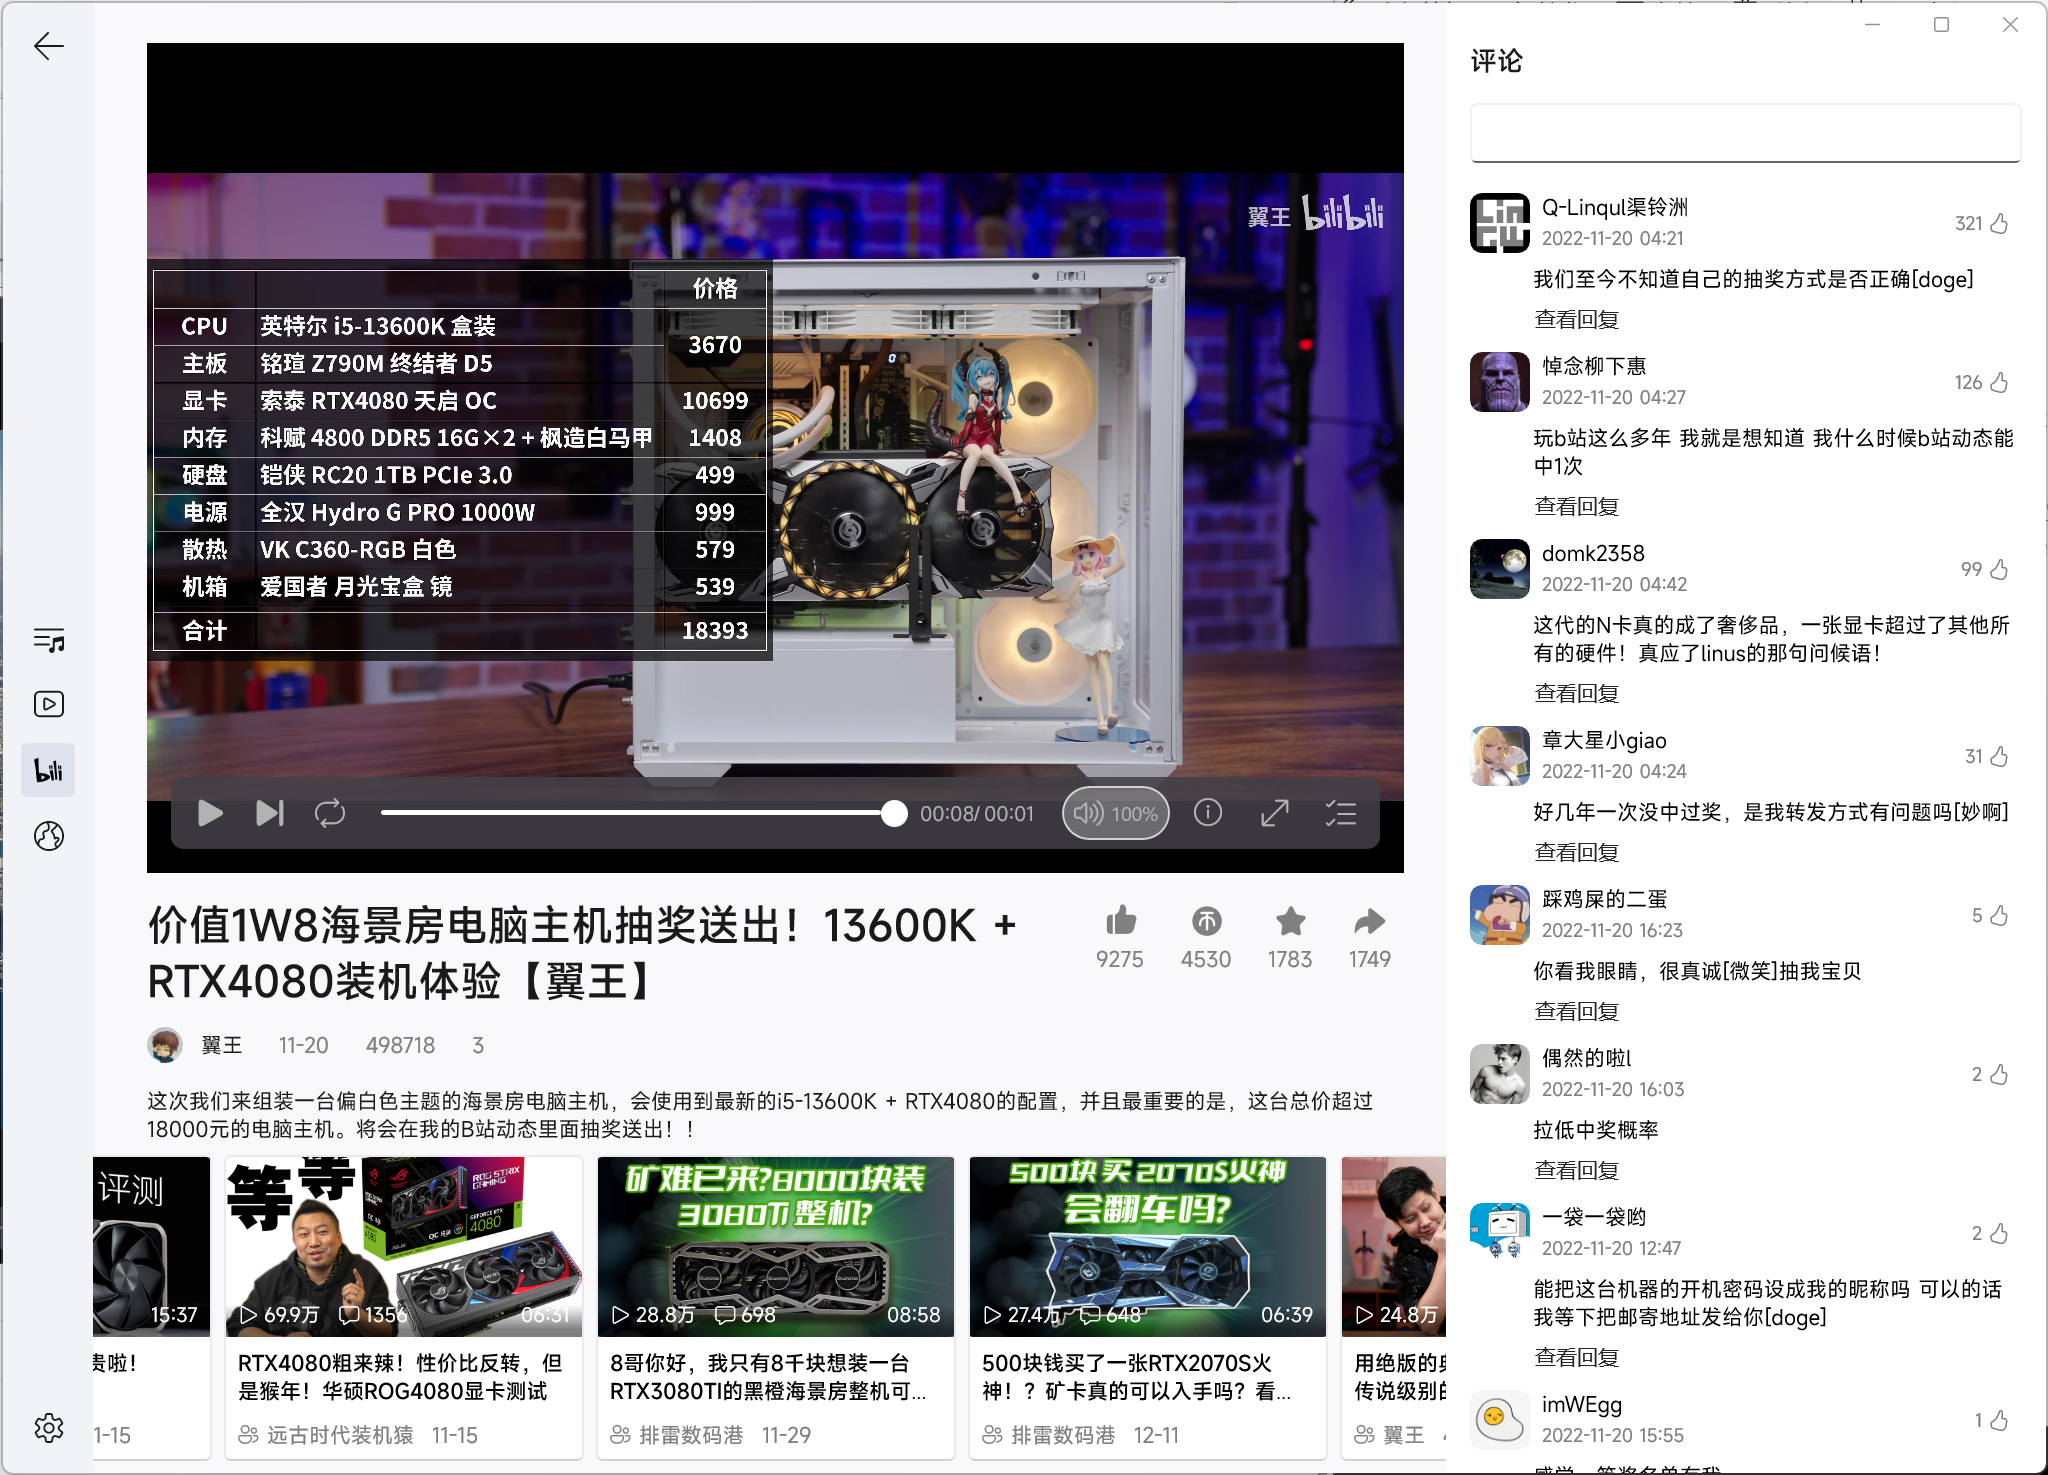 翼王 bilibili
价格
CPU 英特尔 i5-13600K 盒装
3670
主板 铭瑄 Z790M 终结者 D5
显卡 索泰 RTX4080 天启 OC 10699
内存 科赋 4800 DDR5 16G×2 + 枫造白马甲 1408
硬盘 铠侠 RC20 1TB PCIe 3.0 499
电源 全汉 Hydro G PRO 1000W 999
散热 VK C360-RGB 白色 579
机箱 爱国者 月光宝盒 镜 539
合计 18393
00:08/ 00:01
100%
bili
价值1W8海景房电脑主机抽奖送出！13600K +
RTX4080装机体验【翼王】
9275 4530 1783 1749
翼王 11-20 498718 3
这次我们来组装一台偏白色主题的海景房电脑主机，会使用到最新的i5-13600K + RTX4080的配置，并且最重要的是，这台总价超过
18000元的电脑主机。将会在我的B站动态里面抽奖送出！！
评测
15:37
贵啦！
1-15
等等
ROG STRIX
GAMING
GEFORCE RTX
4080
69.9万 1356 06:31
RTX4080粗来辣！性价比反转，但
是猴年！华硕ROG4080显卡测试
远古时代装机猿 11-15
矿难已来?8000块装
3080Ti 整机?
28.8万 698 08:58
8哥你好，我只有8千块想装一台
RTX3080TI的黑橙海景房整机可...
排雷数码港 11-29
500块 买 2070S火神
会翻车吗?
27.4万 648 06:39
500块钱买了一张RTX2070S火
神！？矿卡真的可以入手吗？看...
排雷数码港 12-11
24.8万
用绝版的
传说级别的
翼王
评论
Q-Linqul渠铃洲
2022-11-20 04:21
321
我们至今不知道自己的抽奖方式是否正确[doge]
查看回复
悼念柳下惠
2022-11-20 04:27
126
玩b站这么多年 我就是想知道 我什么时候b站动态能
中1次
查看回复
domk2358
2022-11-20 04:42
99
这代的N卡真的成了奢侈品，一张显卡超过了其他所
有的硬件！真应了linus的那句问候语！
查看回复
章大星小giao
2022-11-20 04:24
31
好几年一次没中过奖，是我转发方式有问题吗[妙啊]
查看回复
踩鸡屎的二蛋
2022-11-20 16:23
5
你看我眼睛，很真诚[微笑]抽我宝贝
查看回复
偶然的啦l
2022-11-20 16:03
2
拉低中奖概率
查看回复
一袋一袋哟
2022-11-20 12:47
2
能把这台机器的开机密码设成我的昵称吗 可以的话
我等下把邮寄地址发给你[doge]
查看回复
imWEgg
2022-11-20 15:55
1